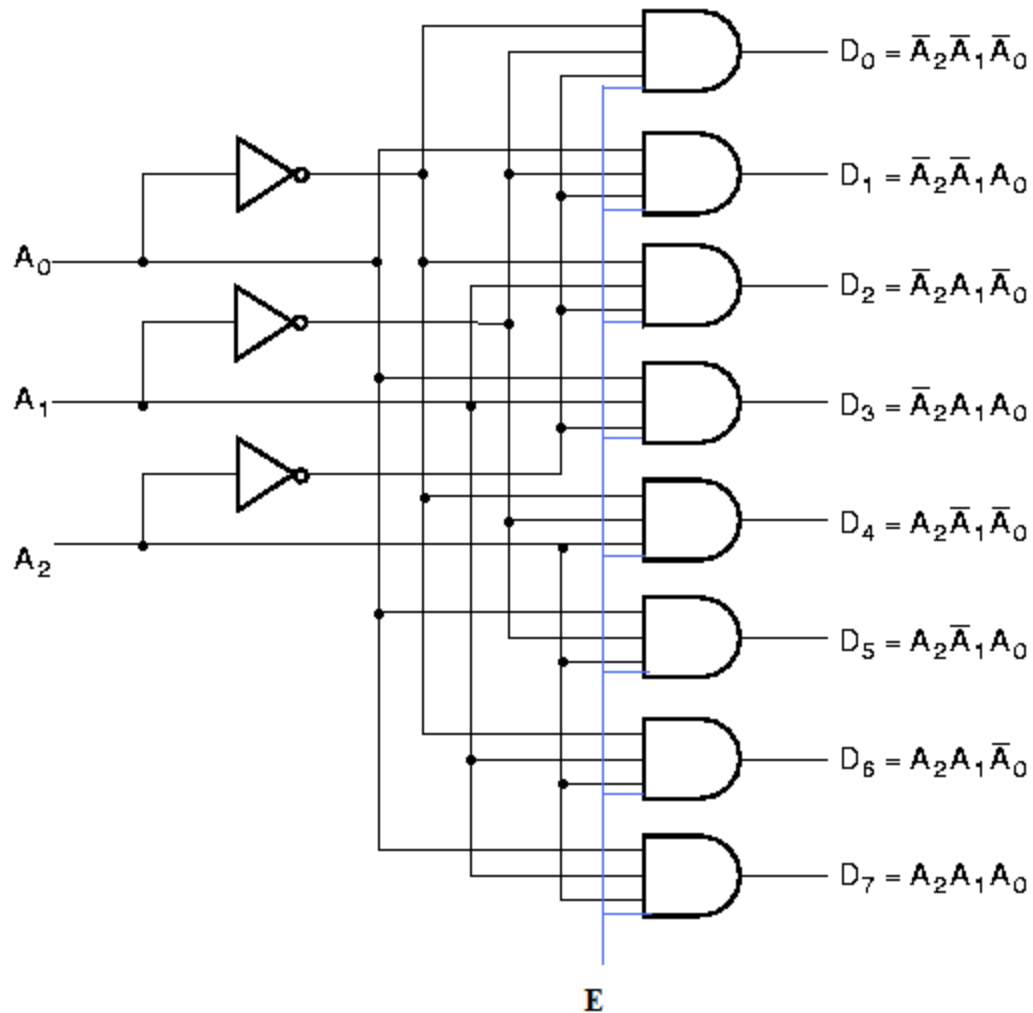 D₀ = A̅₂A̅₁A̅₀
D₁ = A̅₂A̅₁A₀
A₀
D₂ = A̅₂A₁A̅₀
A₁
D₃ = A̅₂A₁A₀
D₄ = A₂A̅₁A̅₀
A₂
D₅ = A₂A̅₁A₀
D₆ = A₂A₁A̅₀
D₇ = A₂A₁A₀
E